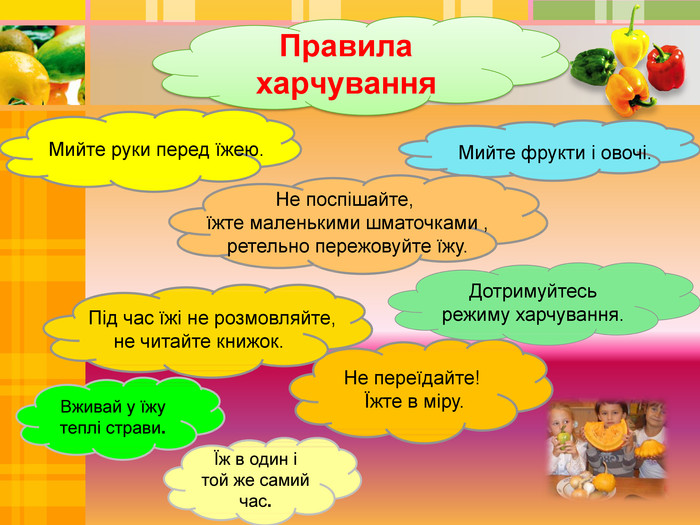 Правила
харчування
Мийте руки перед їжею.
Мийте фрукти і овочі.
Не поспішайте,
їжте маленькими шматочками ,
ретельно пережовуйте їжу.
Дотримуйтесь
режиму харчування.
Під час їжі не розмовляйте,
не читайте книжок.
Не переїдайте!
Їжте в міру.
Вживай у їжу
теплі страви.
Їж в один і
той же самий
час.